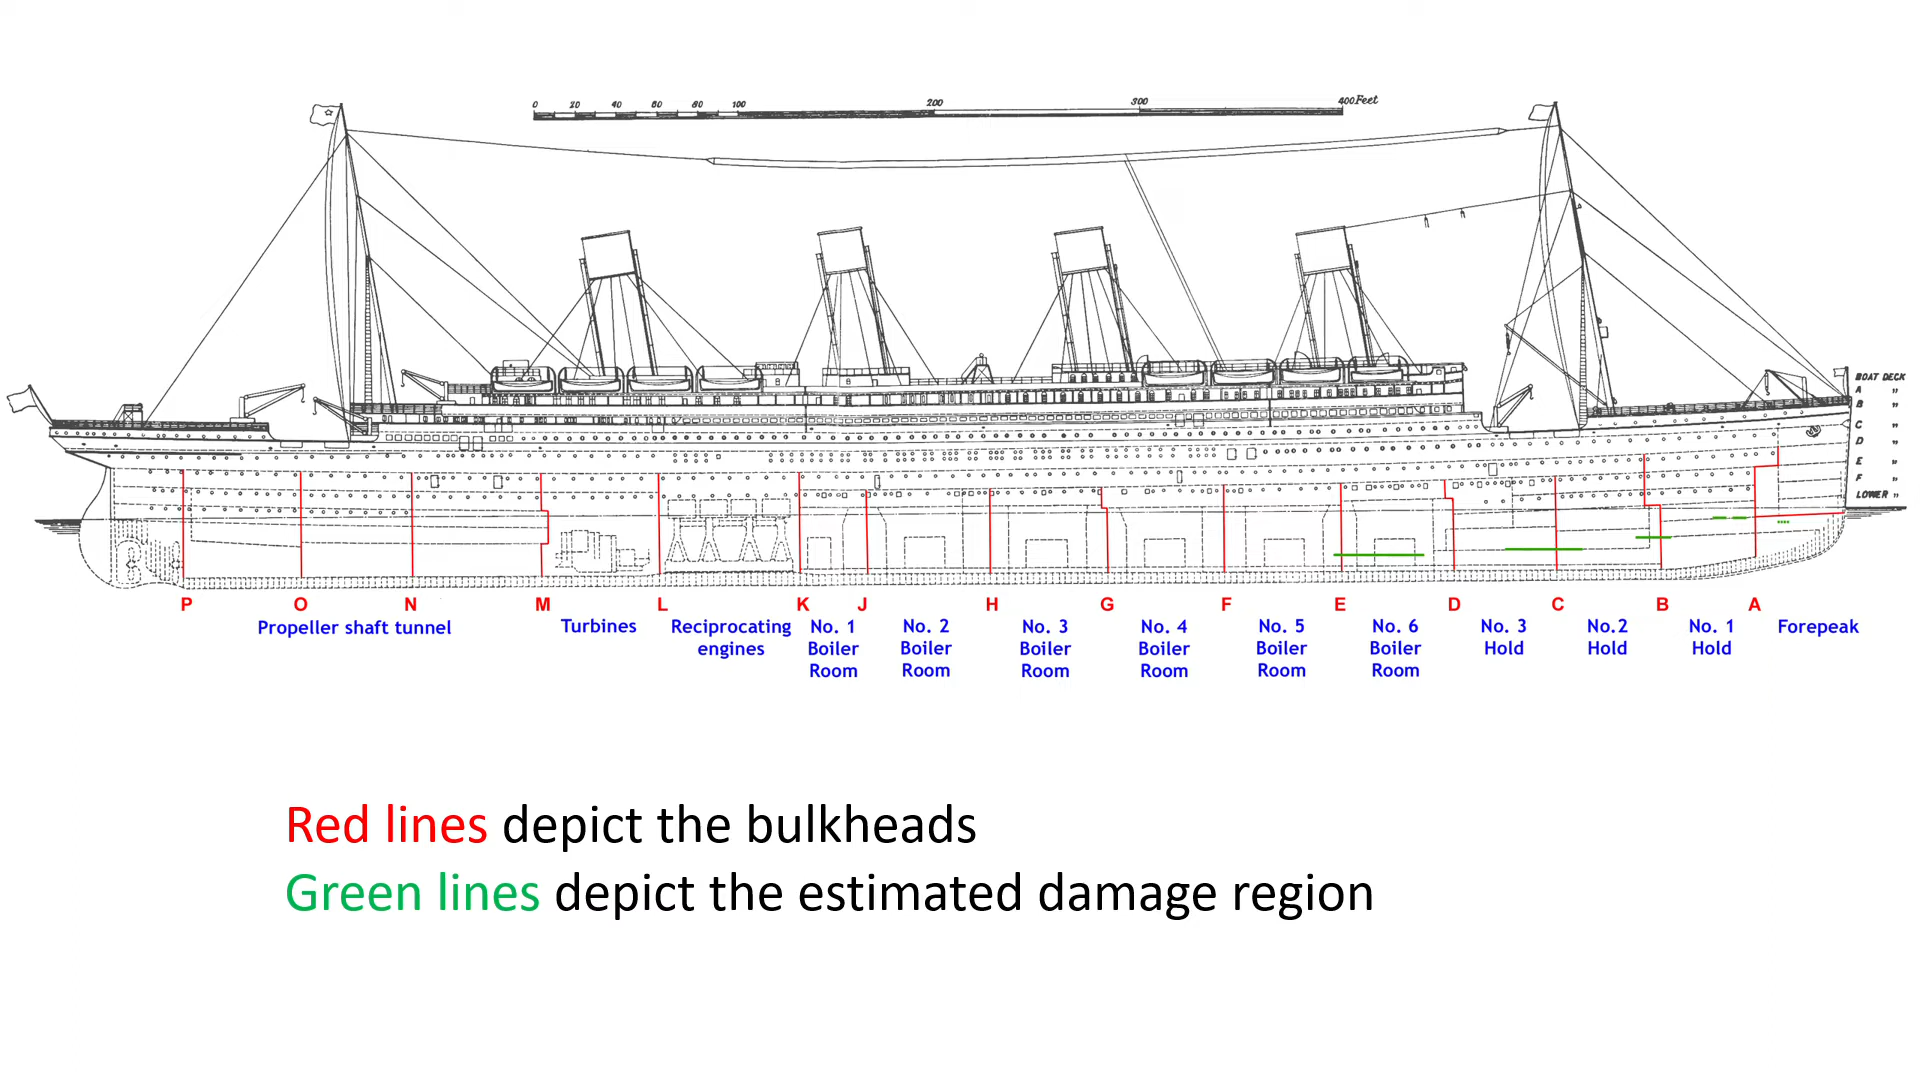 0 20 40 60 80 100 200 300 400 Feet
BOAT DECK
A "
B "
C "
D "
E "
F "
LOWER "
P O N M L K J H G F E D C B A
Propeller shaft tunnel
Turbines
Reciprocating
engines
No. 1
Boiler
Room
No. 2
Boiler
Room
No. 3
Boiler
Room
No. 4
Boiler
Room
No. 5
Boiler
Room
No. 6
Boiler
Room
No. 3
Hold
No.2
Hold
No. 1
Hold
Forepeak
Red lines depict the bulkheads
Green lines depict the estimated damage region